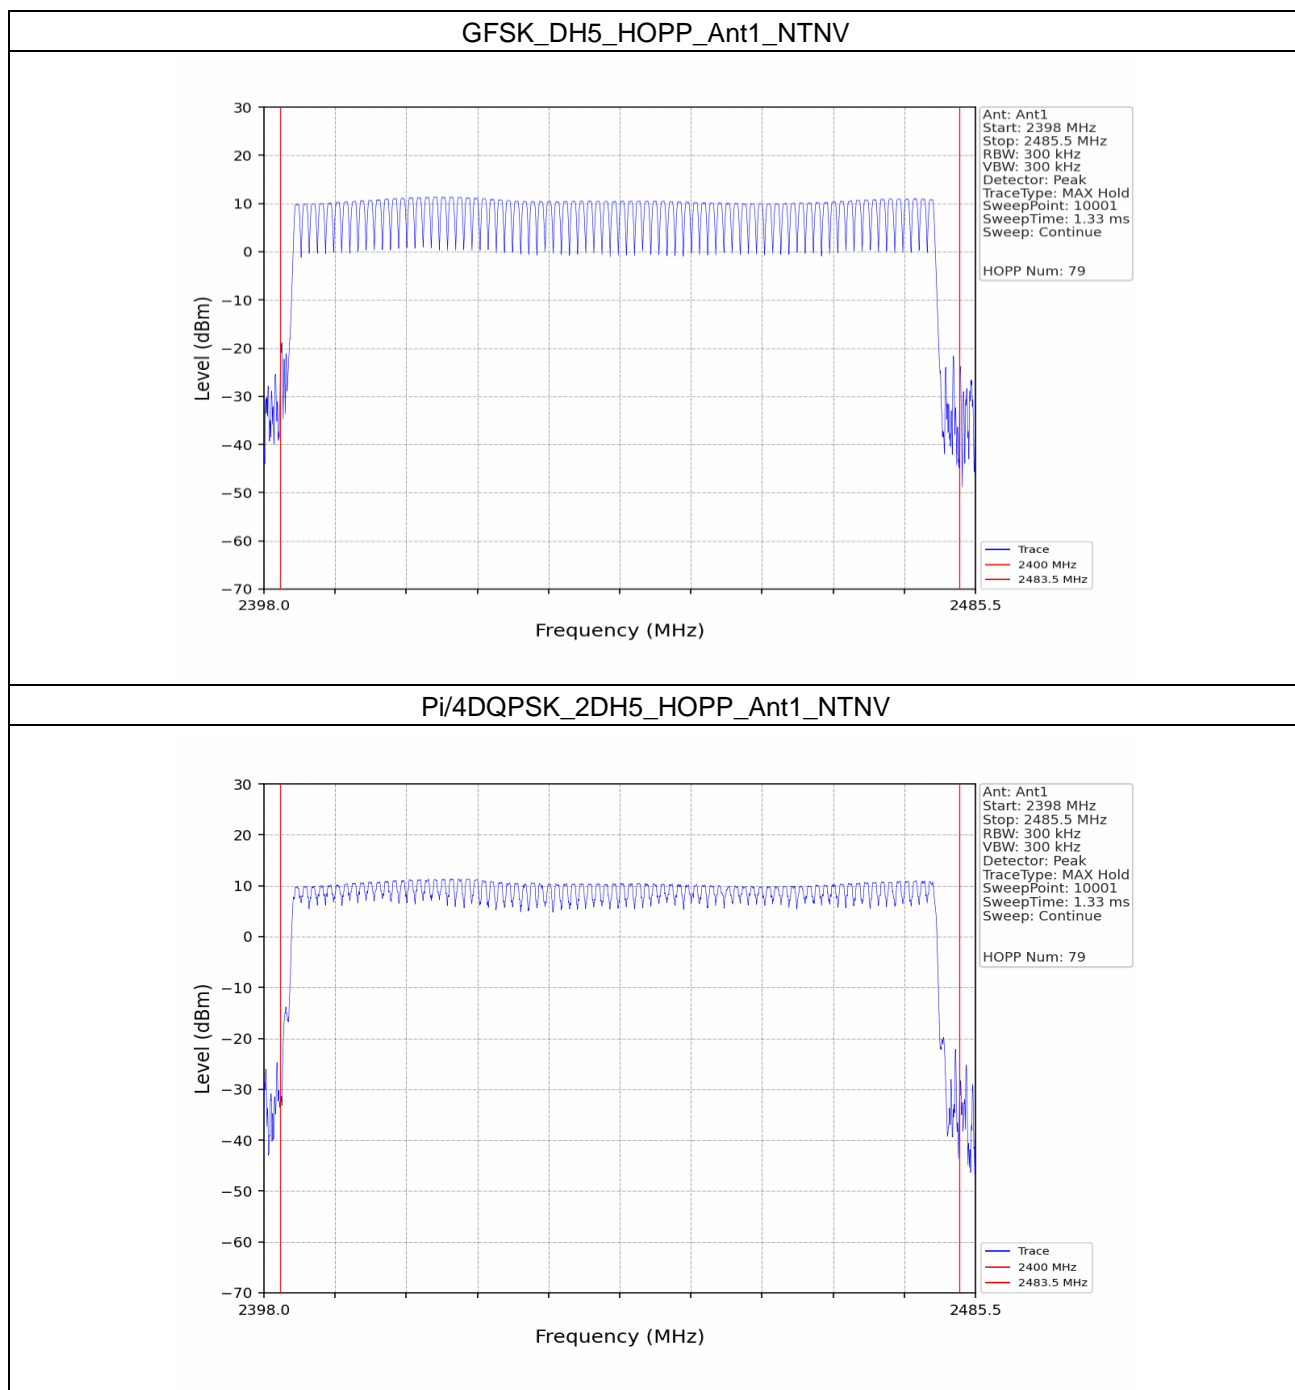 GFSK_DH5_HOPP_Ant1_NTNV
30
20
10
0
−10
−20
−30
−40
−50
−60
−70
Level (dBm)
2398.0
2485.5
Frequency (MHz)
Ant: Ant1
Start: 2398 MHz
Stop: 2485.5 MHz
RBW: 300 kHz
VBW: 300 kHz
Detector: Peak
TraceType: MAX Hold
SweepPoint: 10001
SweepTime: 1.33 ms
Sweep: Continue
HOPP Num: 79
Trace
2400 MHz
2483.5 MHz
Pi/4DQPSK_2DH5_HOPP_Ant1_NTNV
30
20
10
0
−10
−20
−30
−40
−50
−60
−70
Level (dBm)
2398.0
2485.5
Frequency (MHz)
Ant: Ant1
Start: 2398 MHz
Stop: 2485.5 MHz
RBW: 300 kHz
VBW: 300 kHz
Detector: Peak
TraceType: MAX Hold
SweepPoint: 10001
SweepTime: 1.33 ms
Sweep: Continue
HOPP Num: 79
Trace
2400 MHz
2483.5 MHz